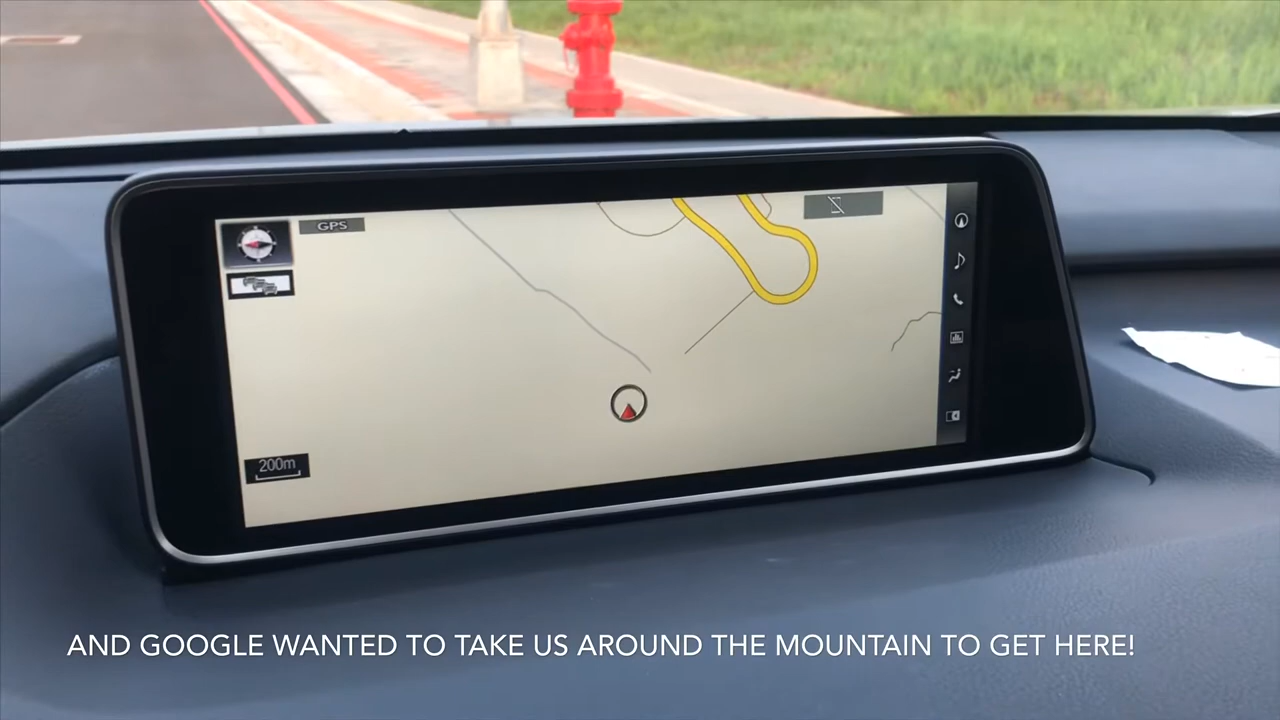 GPS
200m
AND GOOGLE WANTED TO TAKE US AROUND THE MOUNTAIN TO GET HERE!